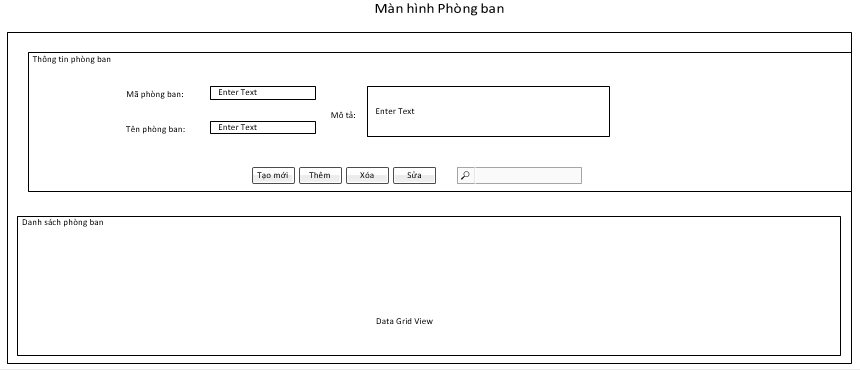 Màn hình Phòng ban
Thông tin phòng ban
Mã phòng ban:
Enter Text
Tên phòng ban:
Enter Text
Mô tả:
Enter Text
Tạo mới
Thêm
Xóa
Sửa
Danh sách phòng ban
Data Grid View